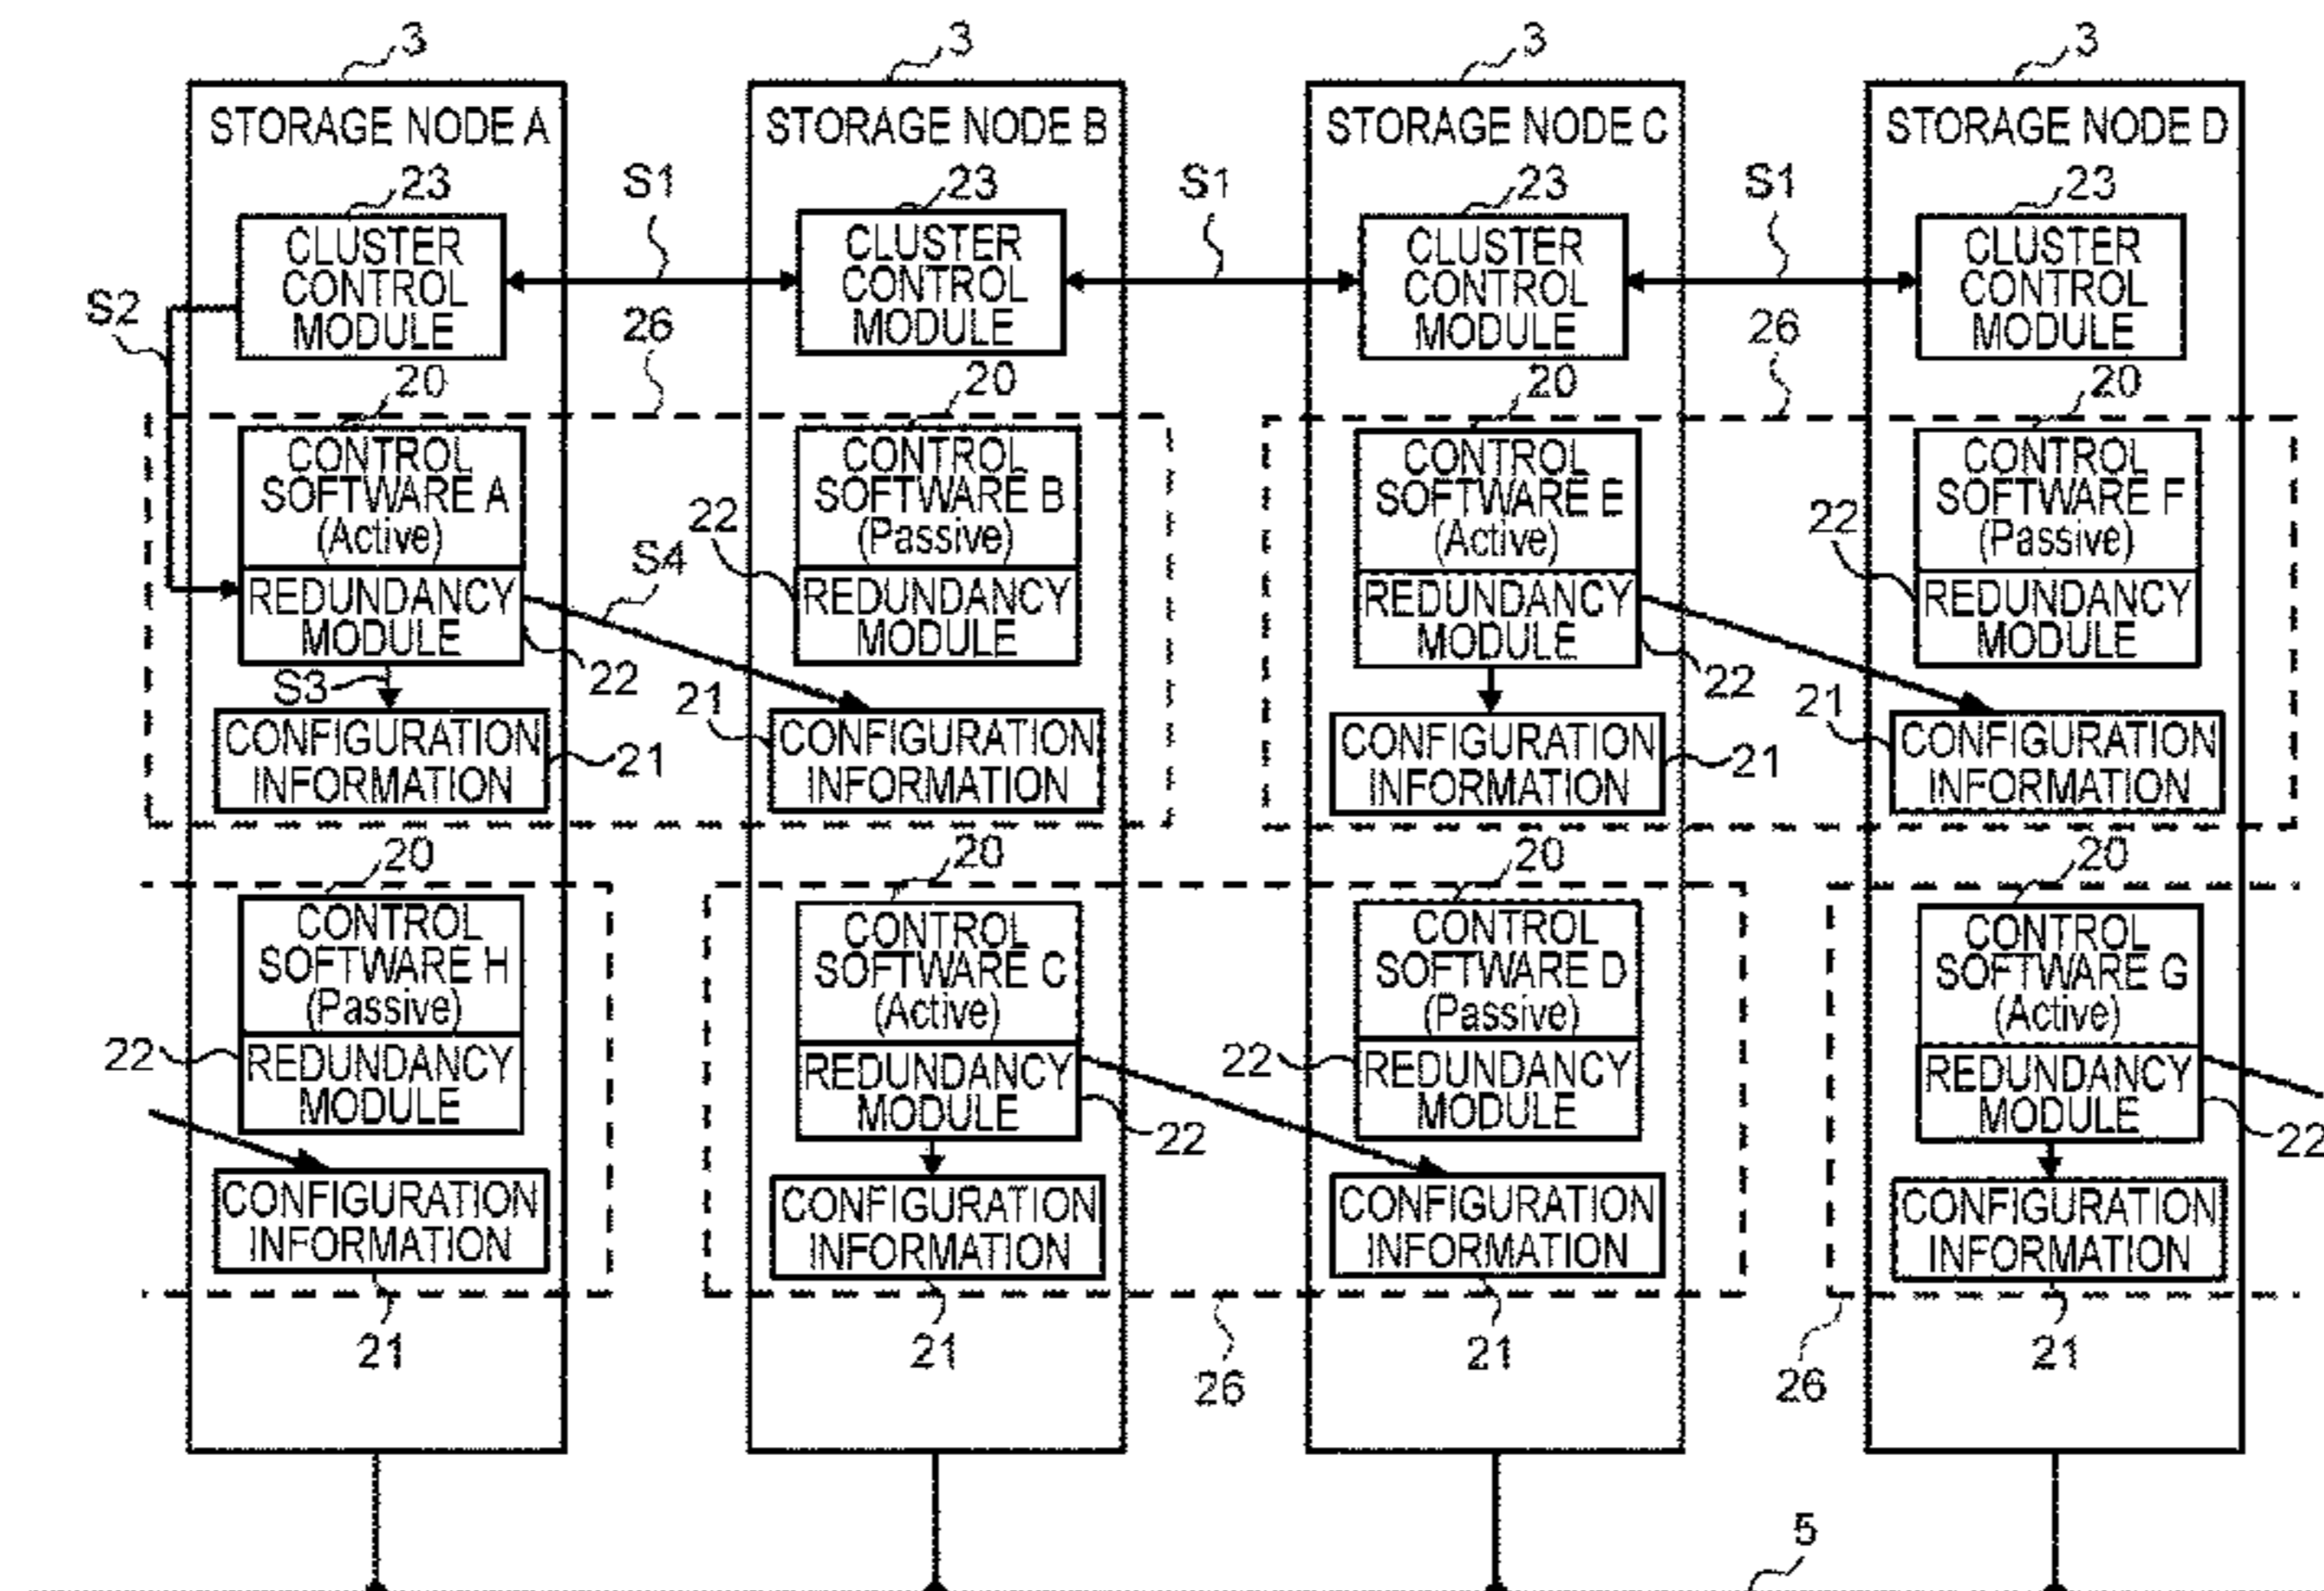 3 3 3 3
STORAGE NODE A STORAGE NODE B STORAGE NODE C STORAGE NODE D
23 S1 23 S1 23 S1 23
CLUSTER CLUSTER CLUSTER CLUSTER
CONTROL CONTROL CONTROL CONTROL
MODULE MODULE MODULE MODULE
S2 26 26
20 20 20 20
CONTROL CONTROL CONTROL CONTROL
SOFTWARE A SOFTWARE B SOFTWARE E SOFTWARE F
(Active) (Passive) (Active) (Passive)
S4 22 22
REDUNDANCY REDUNDANCY REDUNDANCY REDUNDANCY
MODULE MODULE MODULE MODULE
S3 22 21 22 21
CONFIGURATION CONFIGURATION CONFIGURATION CONFIGURATION
INFORMATION INFORMATION INFORMATION INFORMATION
21 21
20 20 20 20
CONTROL CONTROL CONTROL CONTROL
SOFTWARE H SOFTWARE C SOFTWARE D SOFTWARE G
(Passive) (Active) (Passive) (Active)
22 REDUNDANCY REDUNDANCY 22 REDUNDANCY REDUNDANCY
MODULE MODULE 22 MODULE MODULE 22
CONFIGURATION CONFIGURATION CONFIGURATION CONFIGURATION
INFORMATION INFORMATION INFORMATION INFORMATION
21 21 26 21 26 21
5